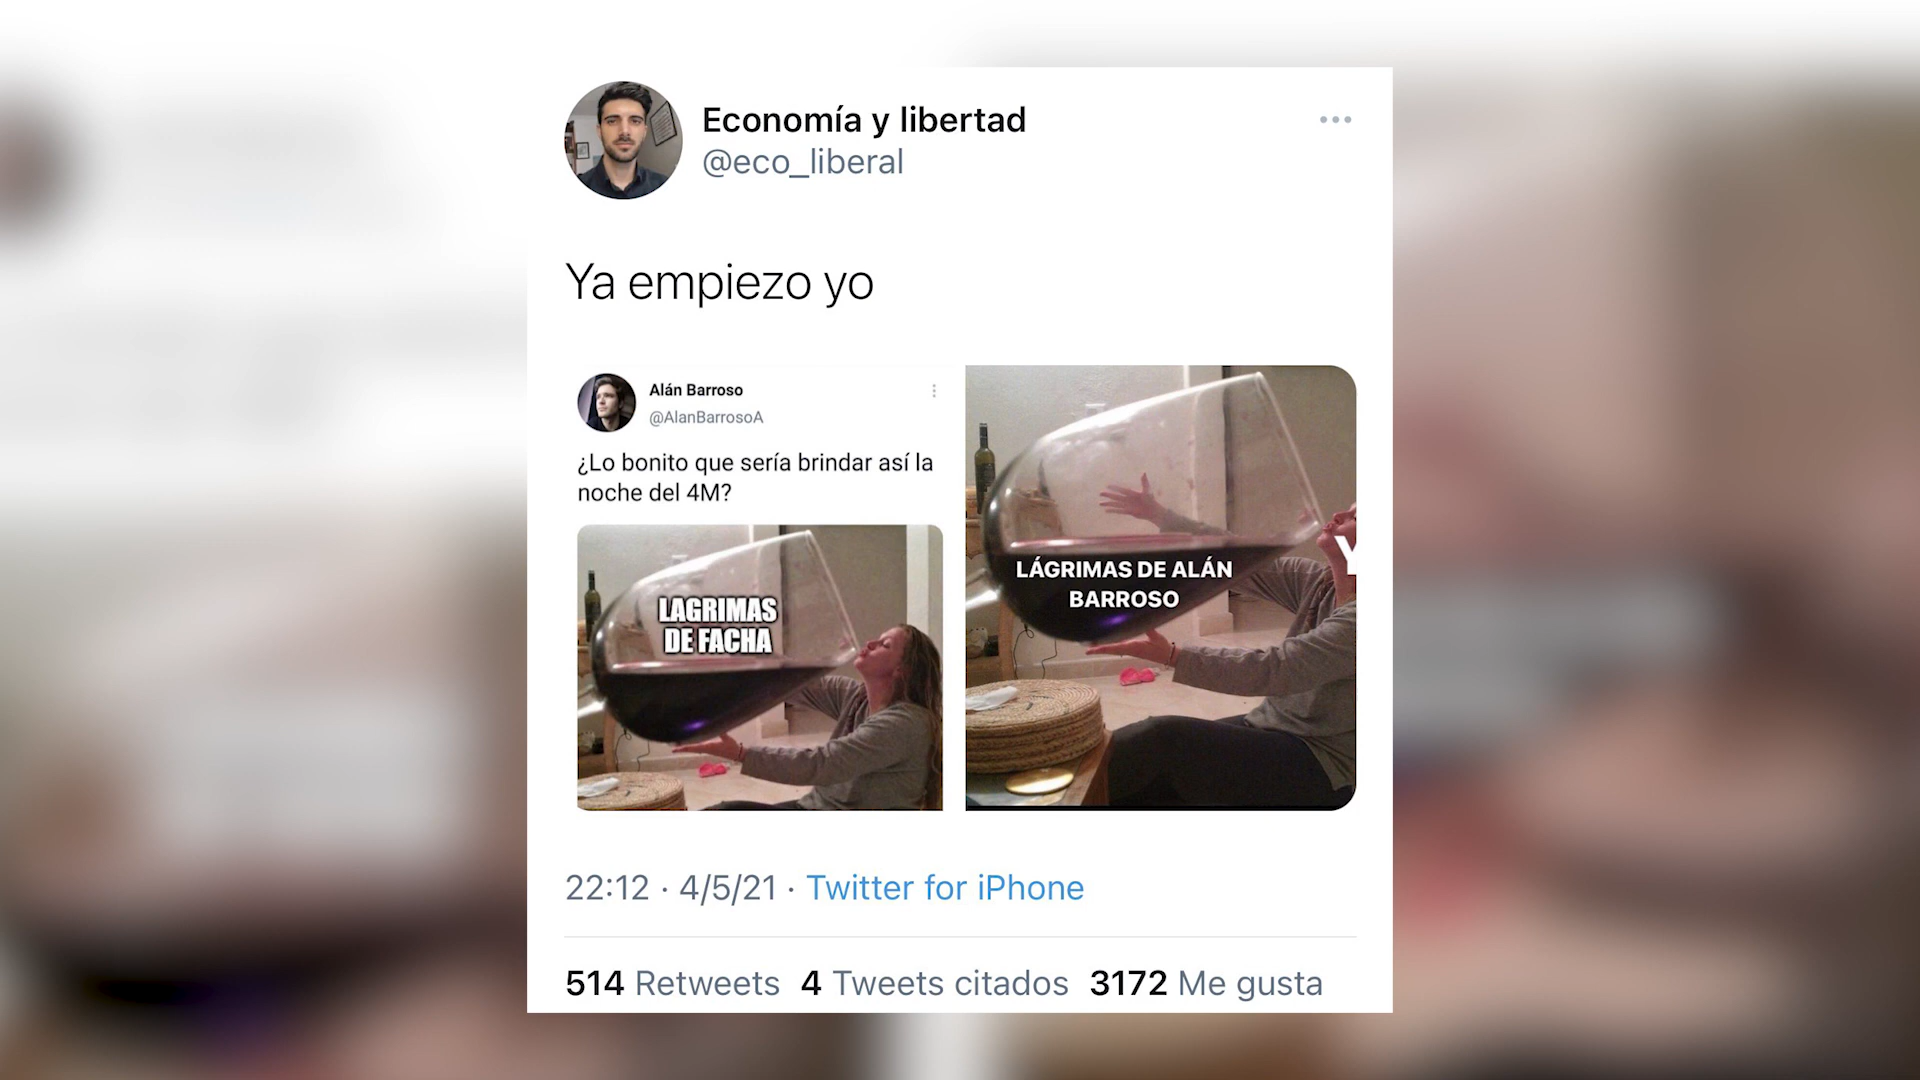 Economía y libertad
@eco_liberal
Ya empiezo yo
Alán Barroso
@AlanBarrosoA
¿Lo bonito que sería brindar así la
noche del 4M?
LAGRIMAS
DE FACHA
LÁGRIMAS DE ALÁN
BARROSO
Y
22:12 · 4/5/21 · Twitter for iPhone
514 Retweets 4 Tweets citados 3172 Me gusta